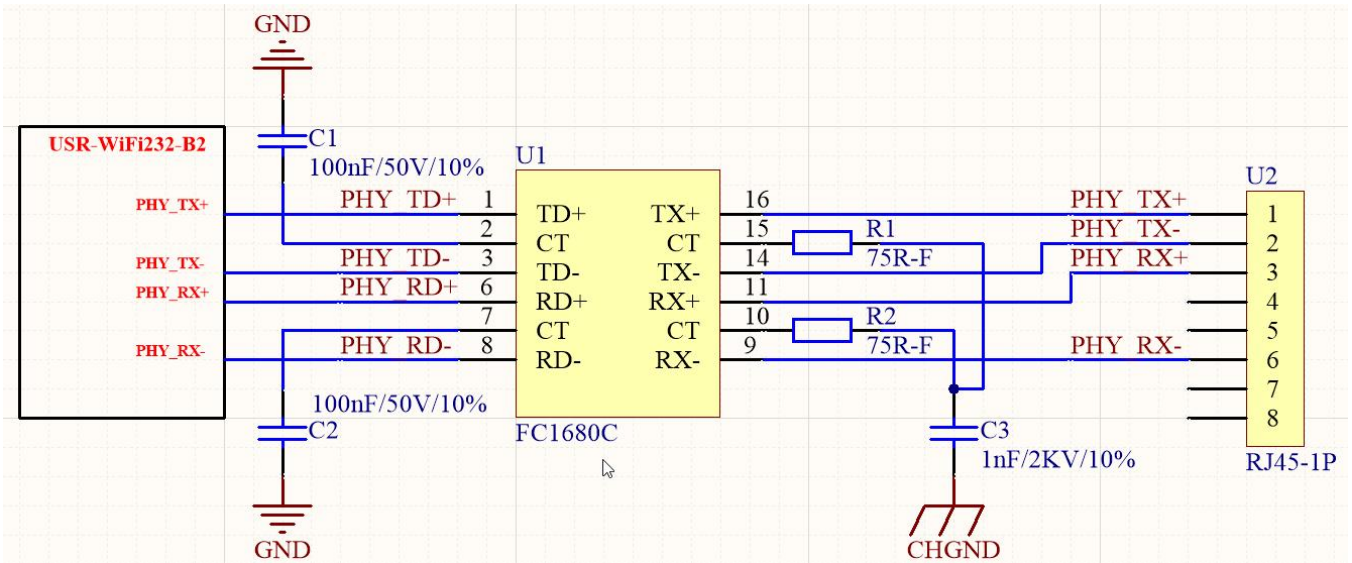 GND
USR-WiFi232-B2
PHY_TX+
PHY_TX-
PHY_RX+
PHY_RX-
C1
100nF/50V/10%
PHY_TD+
PHY_TD-
PHY_RD+
PHY_RD-
100nF/50V/10%
C2
GND
U1
1
2
3
6
7
8
TD+ TX+
CT CT
TD- TX-
RD+ RX+
CT CT
RD- RX-
FC1680C
16
15
14
11
10
9
R1
75R-F
R2
75R-F
C3
1nF/2KV/10%
CHGND
PHY_TX+
PHY_TX-
PHY_RX+
PHY_RX-
U2
1
2
3
4
5
6
7
8
RJ45-1P